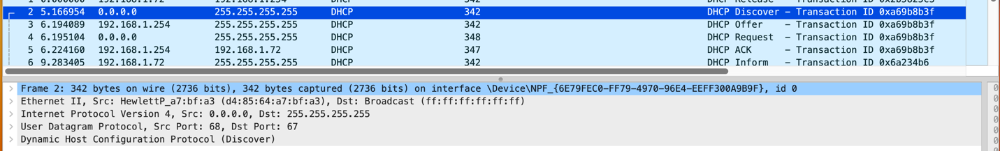 2 5.166954 0.0.0.0 255.255.255.255 DHCP 342 DHCP Discover – Transaction ID 0xa69b8b3f
3 6.194089 192.168.1.254 255.255.255.255 DHCP 342 DHCP Offer – Transaction ID 0xa69b8b3f
4 6.195104 0.0.0.0 255.255.255.255 DHCP 348 DHCP Request – Transaction ID 0xa69b8b3f
5 6.224160 192.168.1.254 192.168.1.72 DHCP 347 DHCP ACK – Transaction ID 0xa69b8b3f
6 9.283405 192.168.1.72 255.255.255.255 DHCP 342 DHCP Inform – Transaction ID 0x6a234b6
Frame 2: 342 bytes on wire (2736 bits), 342 bytes captured (2736 bits) on interface \Device\NPF_{6E79FEC0-FF79-4970-96E4-EEFF300A9B9F}, id 0
Ethernet II, Src: HewlettP_a7:bf:a3 (d4:85:64:a7:bf:a3), Dst: Broadcast (ff:ff:ff:ff:ff:ff)
Internet Protocol Version 4, Src: 0.0.0.0, Dst: 255.255.255.255
User Datagram Protocol, Src Port: 68, Dst Port: 67
Dynamic Host Configuration Protocol (Discover)